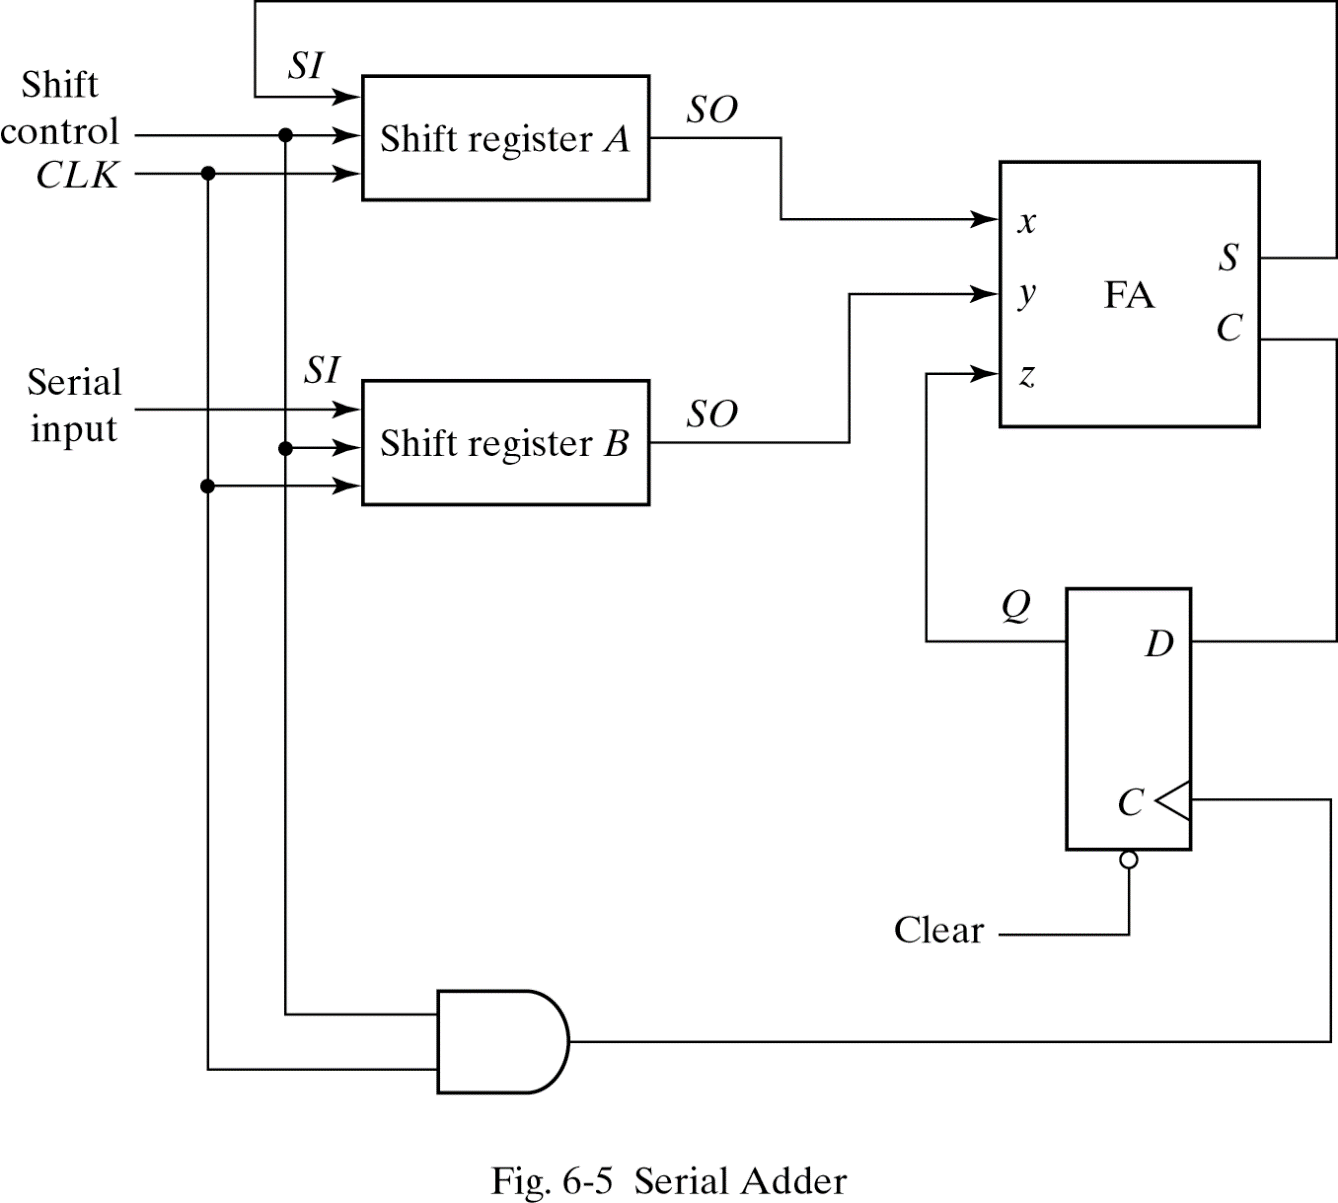 SI
Shift
control
CLK
Shift register A
SO
x
y
z
FA
S
C
Serial
input
SI
Shift register B
SO
Q
D
C
Clear
Fig. 6-5 Serial Adder